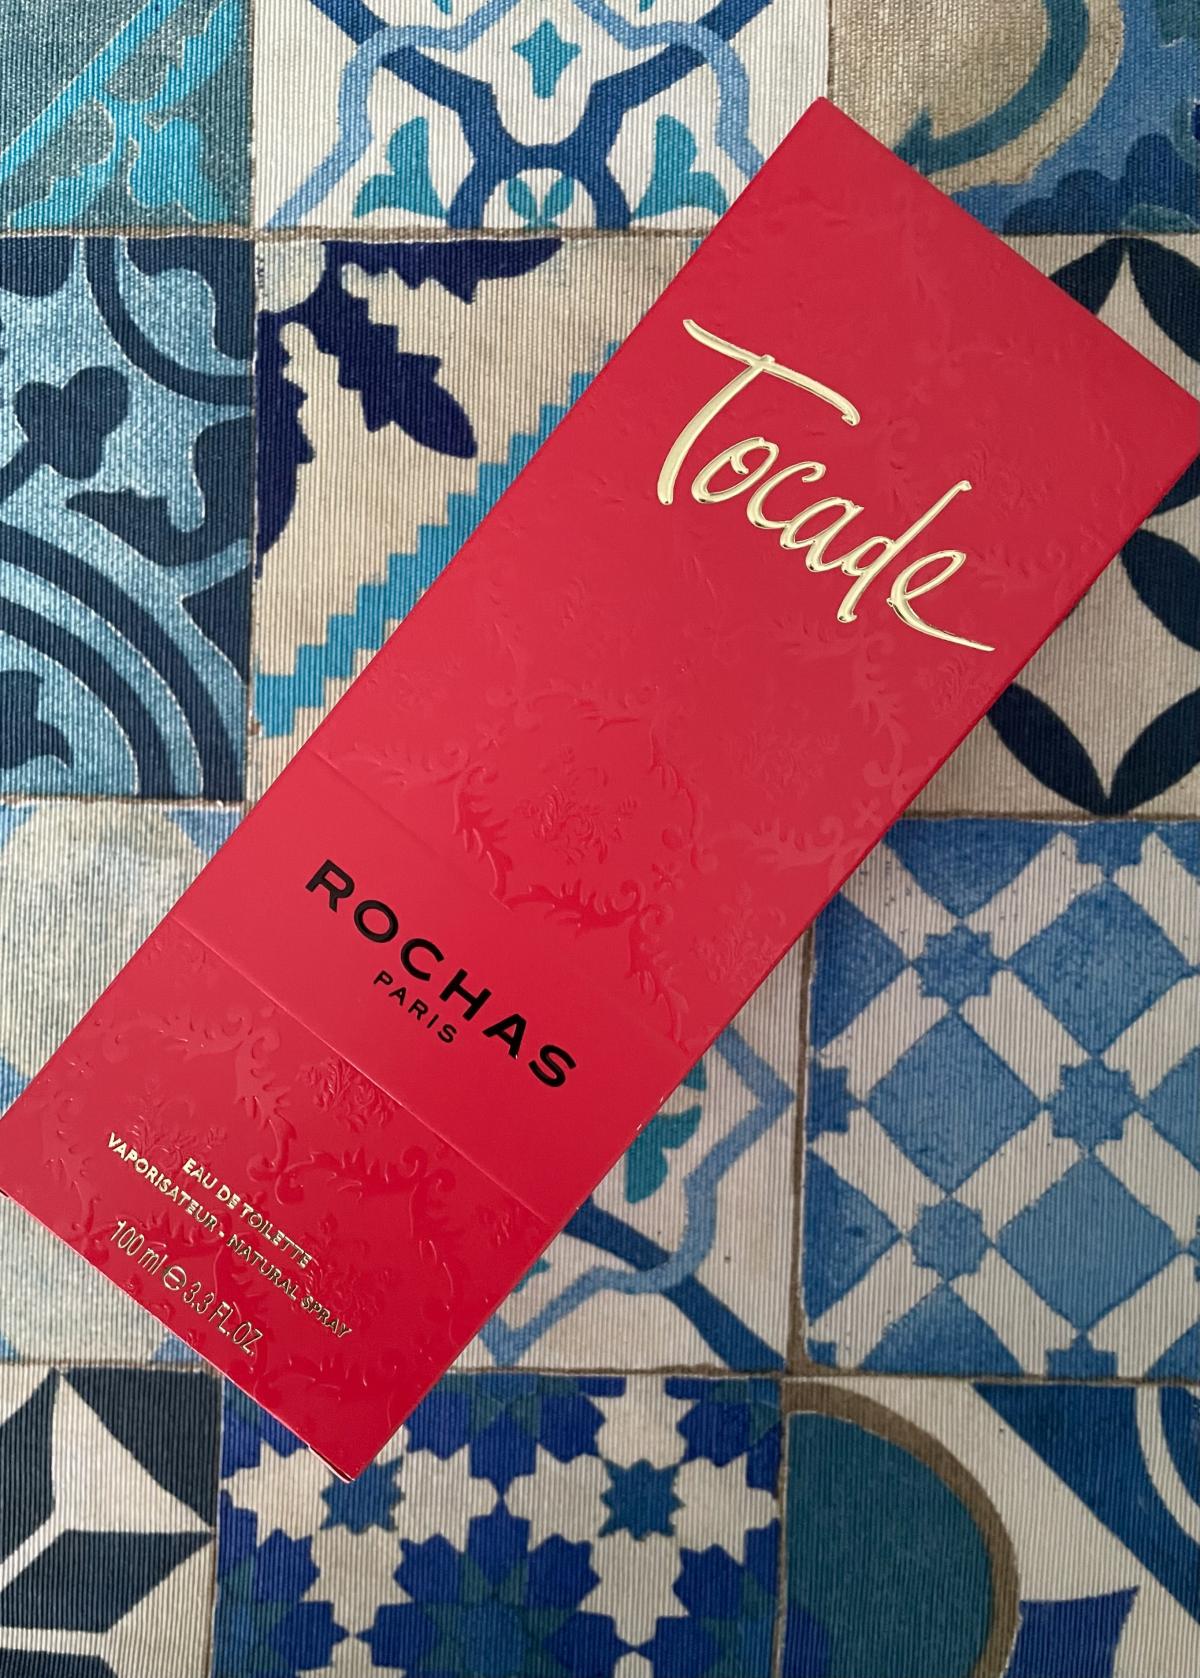 Tocade
ROCHAS
PARIS
EAU DE TOILETTE
VAPORISATEUR - NATURAL SPRAY
100 ml ℮ 3.3 FL.OZ.